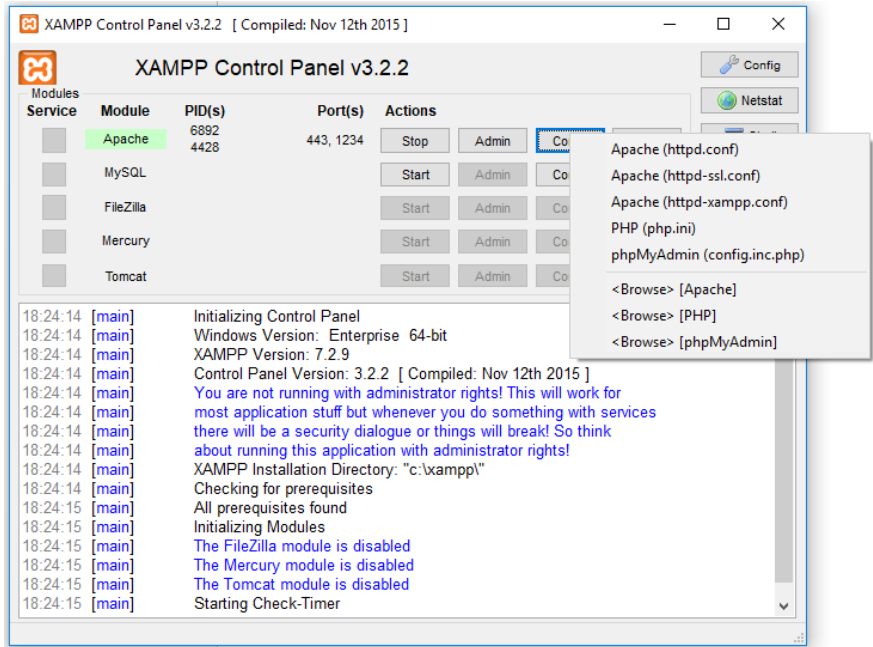 XAMPP Control Panel v3.2.2 [ Compiled: Nov 12th 2015 ]
XAMPP Control Panel v3.2.2
Config
Netstat
Modules
Service Module PID(s) Port(s) Actions
Apache 6892 4428 443, 1234 Stop Admin
MySQL Start Admin
FileZilla Start Admin
Mercury Start Admin
Tomcat Start Admin
Apache (httpd.conf)
Apache (httpd-ssl.conf)
Apache (httpd-xampp.conf)
PHP (php.ini)
phpMyAdmin (config.inc.php)
<Browse> [Apache]
<Browse> [PHP]
<Browse> [phpMyAdmin]
18:24:14 [main] Initializing Control Panel
18:24:14 [main] Windows Version: Enterprise 64-bit
18:24:14 [main] XAMPP Version: 7.2.9
18:24:14 [main] Control Panel Version: 3.2.2 [ Compiled: Nov 12th 2015 ]
18:24:14 [main] You are not running with administrator rights! This will work for
18:24:14 [main] most application stuff but whenever you do something with services
18:24:14 [main] there will be a security dialogue or things will break! So think
18:24:14 [main] about running this application with administrator rights!
18:24:14 [main] XAMPP Installation Directory: "c:\xampp\"
18:24:14 [main] Checking for prerequisites
18:24:15 [main] All prerequisites found
18:24:15 [main] Initializing Modules
18:24:15 [main] The FileZilla module is disabled
18:24:15 [main] The Mercury module is disabled
18:24:15 [main] The Tomcat module is disabled
18:24:15 [main] Starting Check-Timer